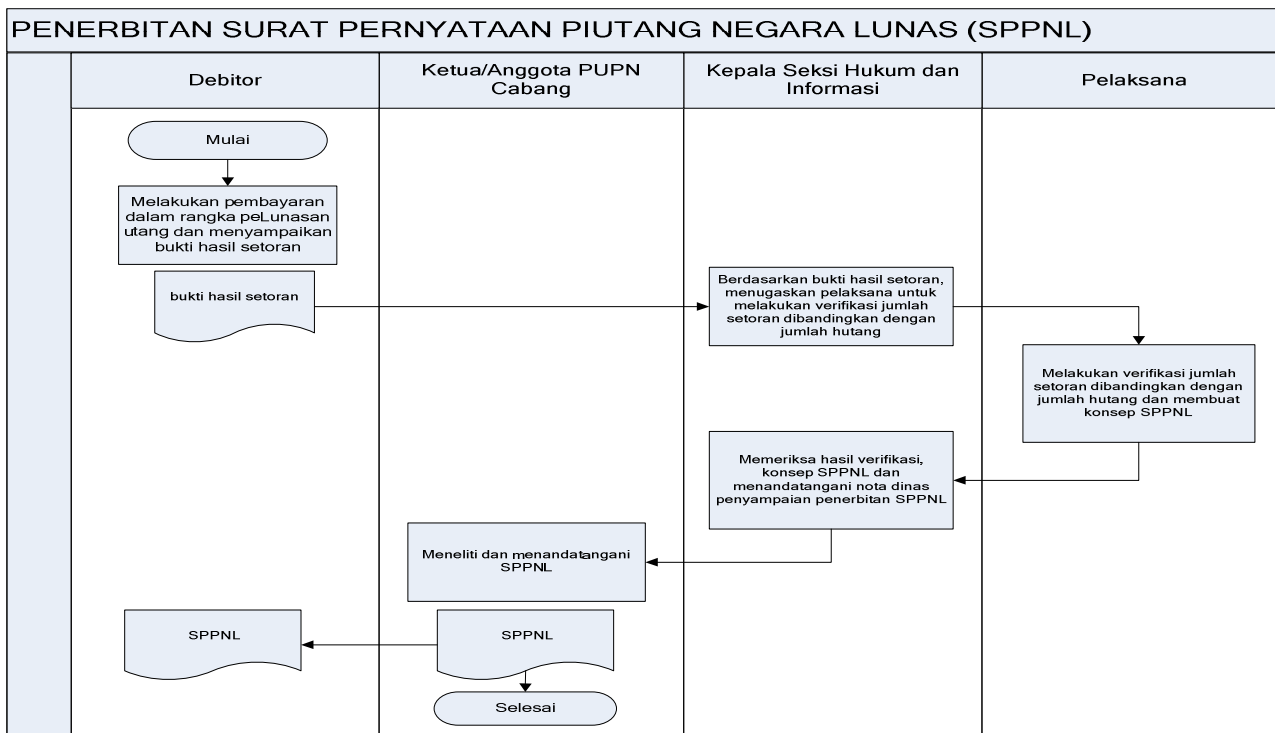 PENERBITAN SURAT PERNYATAAN PIUTANG NEGARA LUNAS (SPPNL)
Debitor
Ketua/Anggota PUPN
Cabang
Kepala Seksi Hukum dan
Informasi
Pelaksana
Mulai
Melakukan pembayaran
dalam rangka peLunasan
utang dan menyampaikan
bukti hasil setoran
bukti hasil setoran
Berdasarkan bukti hasil setoran,
menugaskan pelaksana untuk
melakukan verifikasi jumlah
setoran dibandingkan dengan
jumlah hutang
Melakukan verifikasi jumlah
setoran dibandingkan dengan
jumlah hutang dan membuat
konsep SPPNL
Memeriksa hasil verifikasi,
konsep SPPNL dan
menandatangani nota dinas
penyampaian penerbitan SPPNL
Meneliti dan menandatangani
SPPNL
SPPNL
SPPNL
Selesai